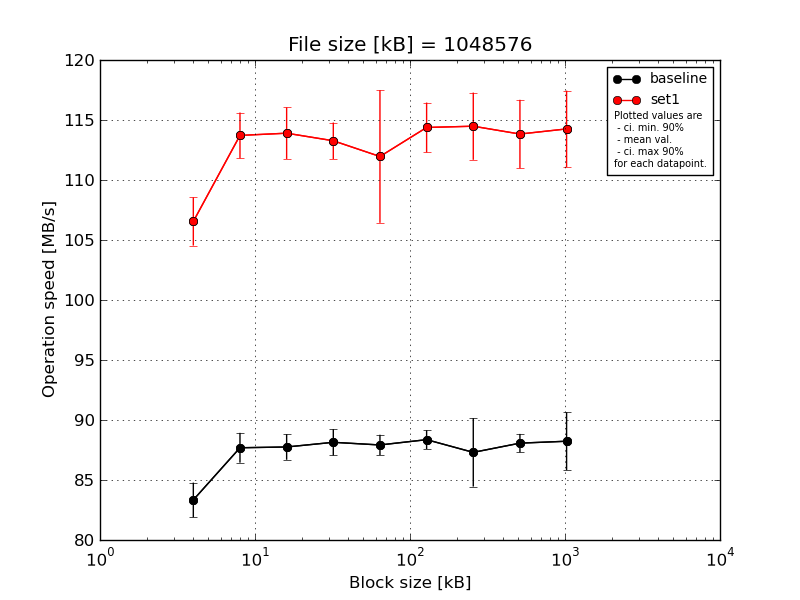 File size [kB] = 1048576
120
115
110
105
100
95
90
85
80
Operation speed [MB/s]
baseline
set1
Plotted values are
- ci. min. 90%
- mean val.
- ci. max 90%
for each datapoint.
10^0 10^1 10^2 10^3 10^4
Block size [kB]